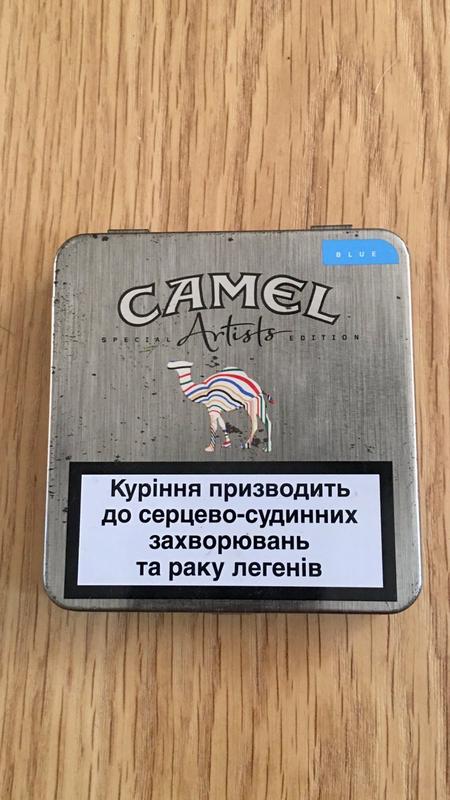 BLUE
CAMEL
SPECIAL Artists EDITION
Куріння призводить
до серцево-судинних
захворювань
та раку легенів